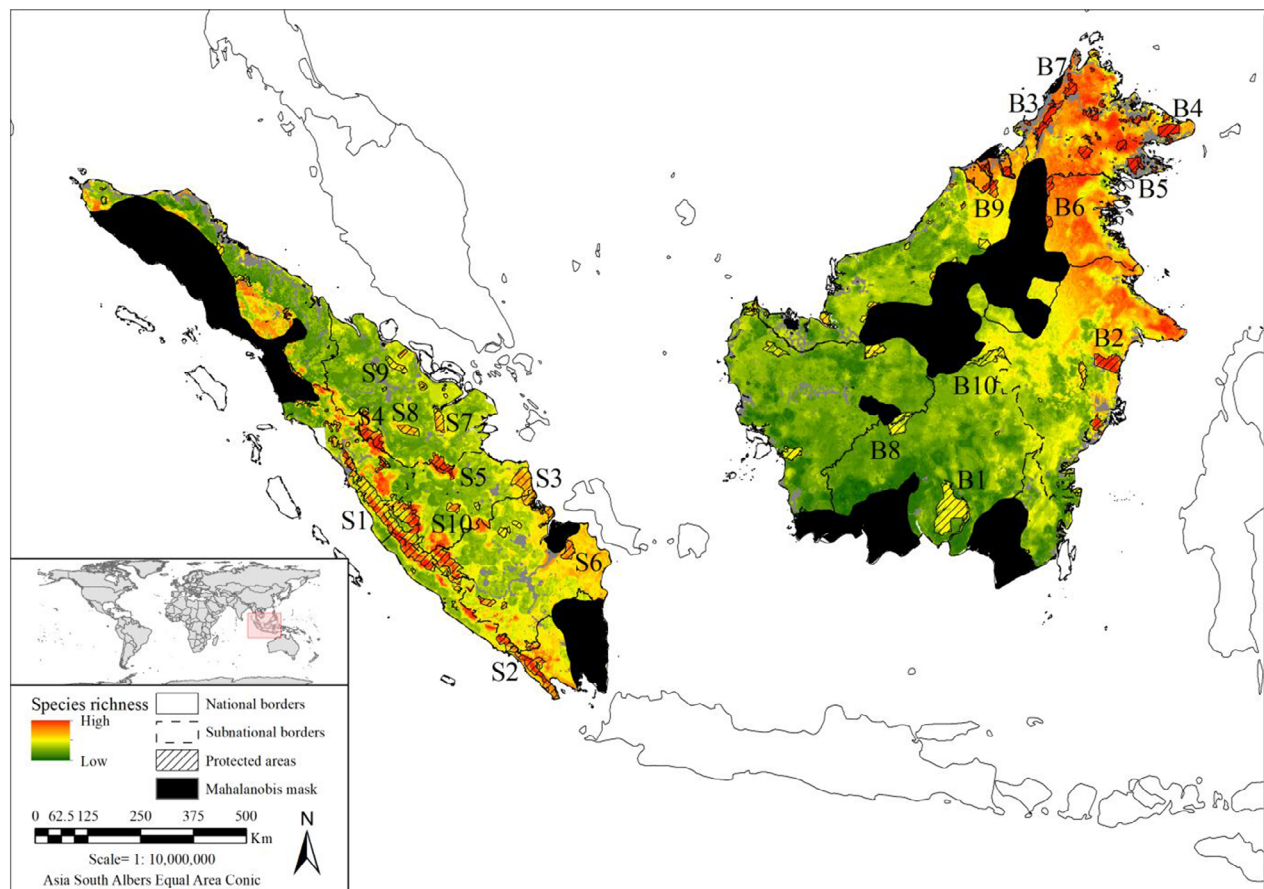 B7
B3
B4
B5
B9
B6
B2
B10
B8
B1
S9
S4
S8
S7
S5
S3
S1
S10
S6
S2
Species richness
High
Low
National borders
Subnational borders
Protected areas
Mahalanobis mask
0 62.5 125 250 375 500
Km
N
Scale= 1: 10,000,000
Asia South Albers Equal Area Conic